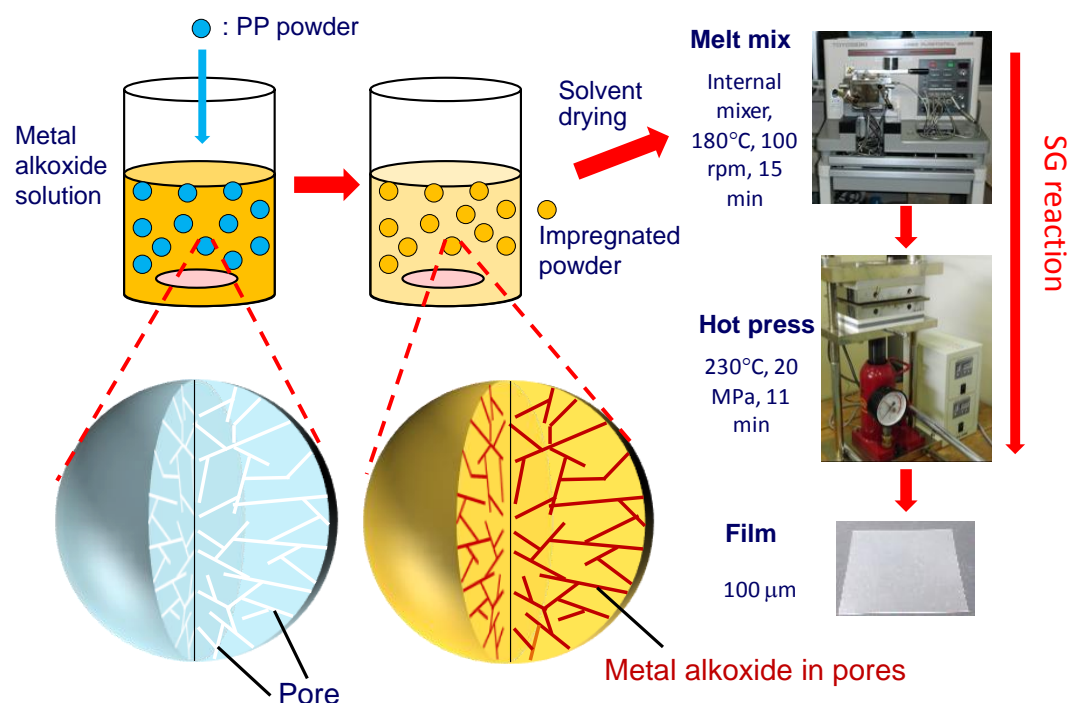 : PP powder
Metal
alkoxide
solution
Solvent
drying
Impregnated
powder
Pore
Metal alkoxide in pores
Melt mix
Internal
mixer,
180°C, 100
rpm, 15
min
Hot press
230°C, 20
MPa, 11
min
Film
100 μm
SG reaction